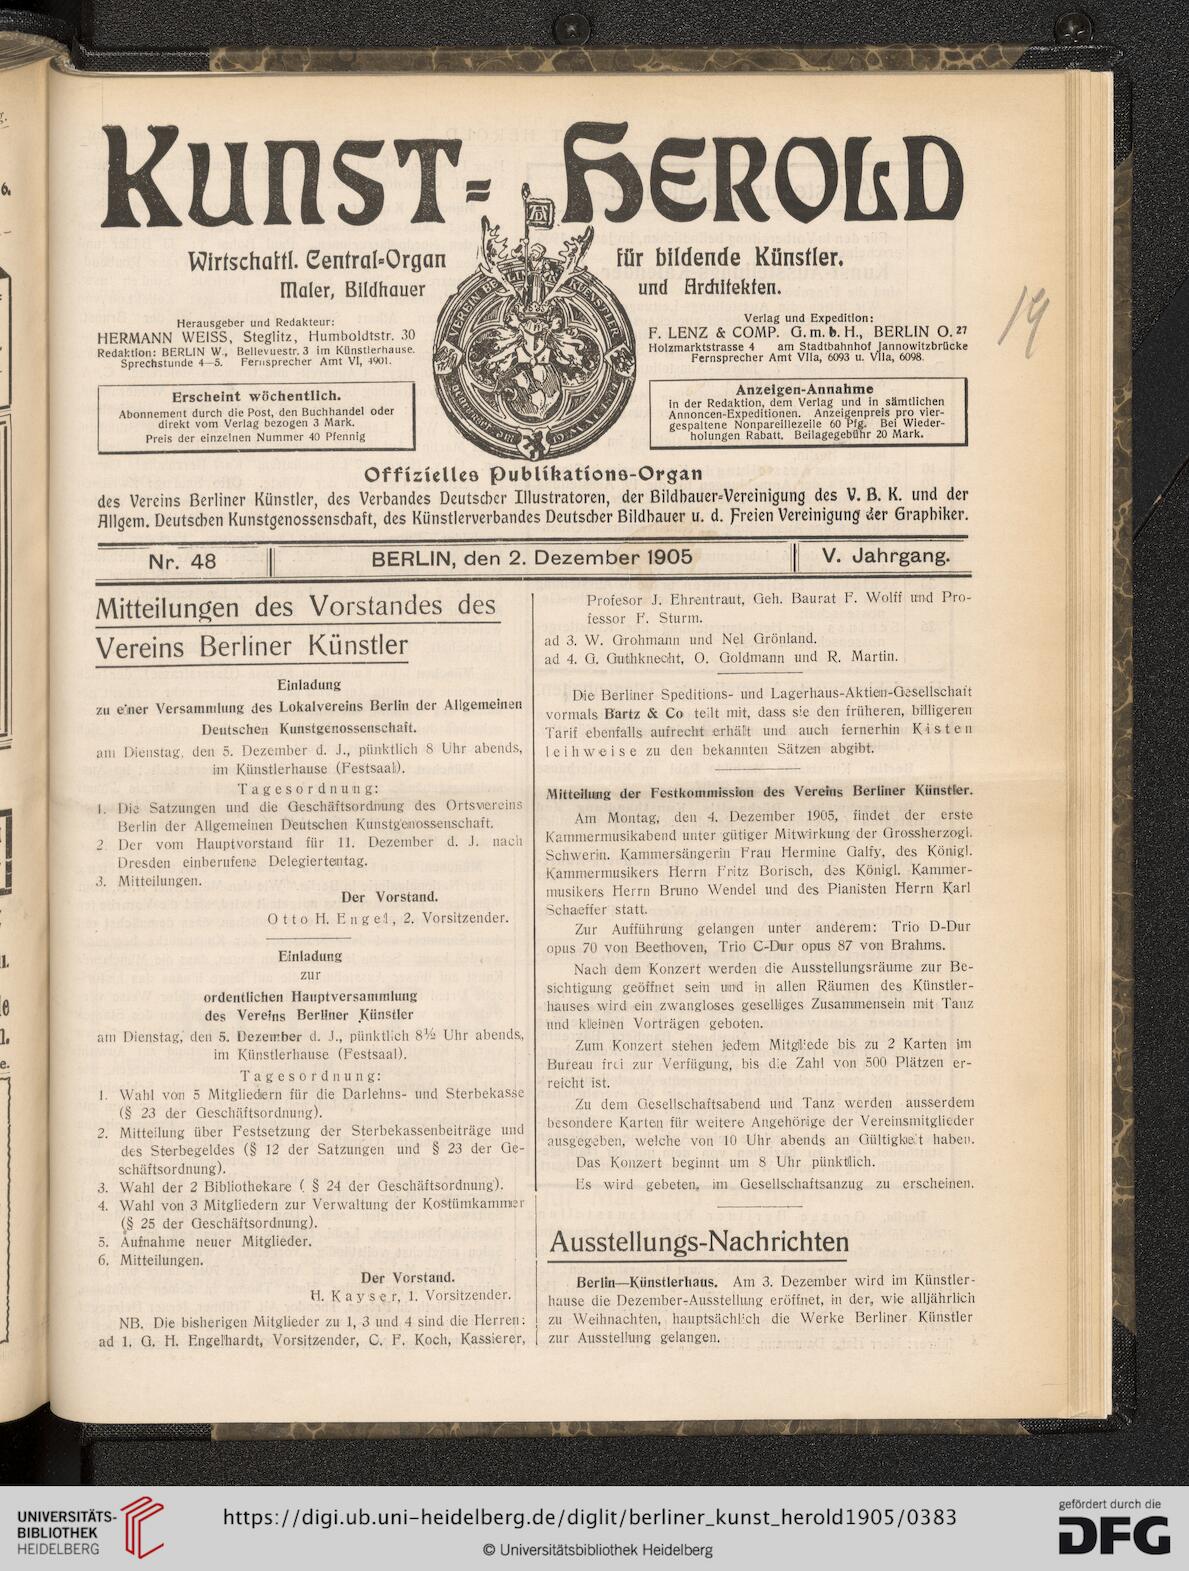 KUNST-HEROLD
Wirtschaftl. Central-Organ für bildende Künstler.
Maler, Bildhauer und Architekten.
Herausgeber und Redakteur:
HERMANN WEISS, Steglitz, Humboldtstr. 30
Redaktion: BERLIN W., Bellevuestr. 3 im Künstlerhause.
Sprechstunde 4—5. Fernsprecher Amt VI, 4901.
Erscheint wöchentlich.
Abonnement durch die Post, den Buchhandel oder
direkt vom Verlag bezogen 3 Mark.
Preis der einzelnen Nummer 40 Pfennig
VEREIN BERLINER KUENSTLER
Verlag und Expedition:
F. LENZ & COMP. G. m. b. H., BERLIN O. 27
Holzmarktstrasse 4 am Stadtbahnhof Jannowitzbrücke
Fernsprecher Amt VIIa, 6093 u. VIIa, 6098.
Anzeigen-Annahme
in der Redaktion, dem Verlag und in sämtlichen
Annoncen-Expeditionen. Anzeigenpreis pro vier-
gespaltene Nonpareillezeile 60 Pfg. Bei Wieder-
holungen Rabatt. Beilagegebühr 20 Mark.
19
Offizielles Publikations-Organ
des Vereins Berliner Künstler, des Verbandes Deutscher Illustratoren, der Bildhauer-Vereinigung des V. B. K. und der
Allgem. Deutschen Kunstgenossenschaft, des Künstlerverbandes Deutscher Bildhauer u. d. Freien Vereinigung der Graphiker.
Nr. 48 BERLIN, den 2. Dezember 1905 V. Jahrgang.
Mitteilungen des Vorstandes des
Vereins Berliner Künstler
Einladung
zu einer Versammlung des Lokalvereins Berlin der Allgemeinen
Deutschen Kunstgenossenschaft.
am Dienstag, den 5. Dezember d. J., pünktlich 8 Uhr abends,
im Künstlerhause (Festsaal).
Tagesordnung:
1. Die Satzungen und die Geschäftsordnung des Ortsvereins
Berlin der Allgemeinen Deutschen Kunstgenossenschaft.
2. Der vom Hauptvorstand für 11. Dezember d. J. nach
Dresden einberufene Delegiertentag.
3. Mitteilungen.
Der Vorstand.
Otto H. Engel, 2. Vorsitzender.
Einladung
zur
ordentlichen Hauptversammlung
des Vereins Berliner Künstler
am Dienstag, den 5. Dezember d. J., pünktlich 8½ Uhr abends,
im Künstlerhause (Festsaal).
Tagesordnung:
1. Wahl von 5 Mitgliedern für die Darlehns- und Sterbekasse
(§ 23 der Geschäftsordnung).
2. Mitteilung über Festsetzung der Sterbekassenbeiträge und
des Sterbegeldes (§ 12 der Satzungen und § 23 der Ge-
schäftsordnung).
3. Wahl der 2 Bibliothekare ( § 24 der Geschäftsordnung).
4. Wahl von 3 Mitgliedern zur Verwaltung der Kostümkammer
(§ 25 der Geschäftsordnung).
5. Aufnahme neuer Mitglieder.
6. Mitteilungen.
Der Vorstand.
H. Kayser, 1. Vorsitzender.
NB. Die bisherigen Mitglieder zu 1, 3 und 4 sind die Herren:
ad 1. G. H. Engelhardt, Vorsitzender, C. F. Koch, Kassierer,
Profesor J. Ehrentraut, Geh. Baurat F. Wolff und Pro-
fessor F. Sturm.
ad 3. W. Grohmann und Nel Grönland.
ad 4. G. Guthknecht, O. Goldmann und R. Martin.
Die Berliner Speditions- und Lagerhaus-Aktien-Gesellschaft
vormals Bartz & Co teilt mit, dass sie den früheren, billigeren
Tarif ebenfalls aufrecht erhält und auch fernerhin Kisten
leihweise zu den bekannten Sätzen abgibt.
Mitteilung der Festkommission des Vereins Berliner Künstler.
Am Montag, den 4. Dezember 1905, findet der erste
Kammermusikabend unter gütiger Mitwirkung der Grossherzogl.
Schwerin. Kammersängerin Frau Hermine Galfy, des Königl.
Kammermusikers Herrn Fritz Borisch, des Königl. Kammer-
musikers Herrn Bruno Wendel und des Pianisten Herrn Karl
Schaeffer statt.
Zur Aufführung gelangen unter anderem: Trio D-Dur
opus 70 von Beethoven, Trio C-Dur opus 87 von Brahms.
Nach dem Konzert werden die Ausstellungsräume zur Be-
sichtigung geöffnet sein und in allen Räumen des Künstler-
hauses wird ein zwangloses geselliges Zusammensein mit Tanz
und kleinen Vorträgen geboten.
Zum Konzert stehen jedem Mitgliede bis zu 2 Karten im
Bureau frei zur Verfügung, bis die Zahl von 500 Plätzen er-
reicht ist.
Zu dem Gesellschaftsabend und Tanz werden ausserdem
besondere Karten für weitere Angehörige der Vereinsmitglieder
ausgegeben, welche von 10 Uhr abends an Gültigkeit haben.
Das Konzert beginnt um 8 Uhr pünktlich.
Es wird gebeten, im Gesellschaftsanzug zu erscheinen.
Ausstellungs-Nachrichten
Berlin—Künstlerhaus. Am 3. Dezember wird im Künstler-
hause die Dezember-Ausstellung eröffnet, in der, wie alljährlich
zu Weihnachten, hauptsächlich die Werke Berliner Künstler
zur Ausstellung gelangen.
UNIVERSITÄTS-
BIBLIOTHEK
HEIDELBERG
https://digi.ub.uni-heidelberg.de/diglit/berliner_kunst_herold1905/0383
© Universitätsbibliothek Heidelberg
gefördert durch die
DFG